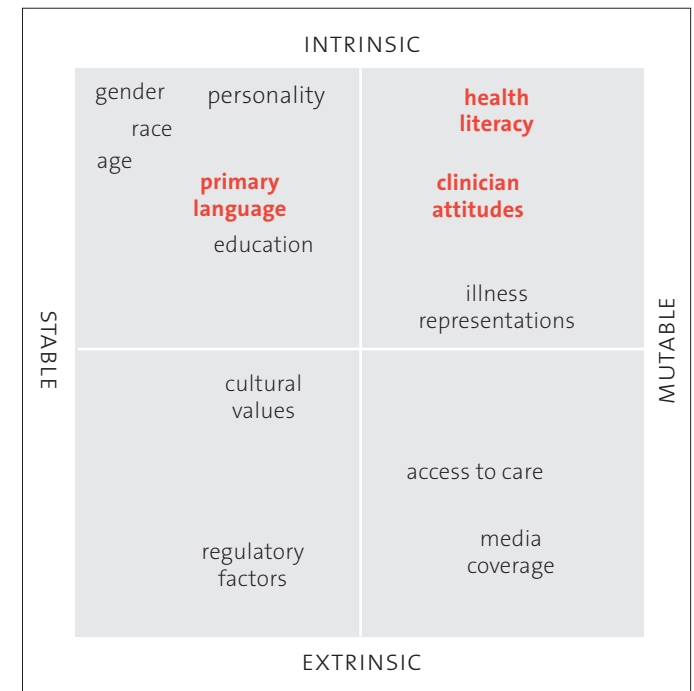 INTRINSIC
gender
personality
race
age
primary
language
education
health
literacy
clinician
attitudes
illness
representations
STABLE
MUTABLE
cultural
values
regulatory
factors
access to care
media
coverage
EXTRINSIC